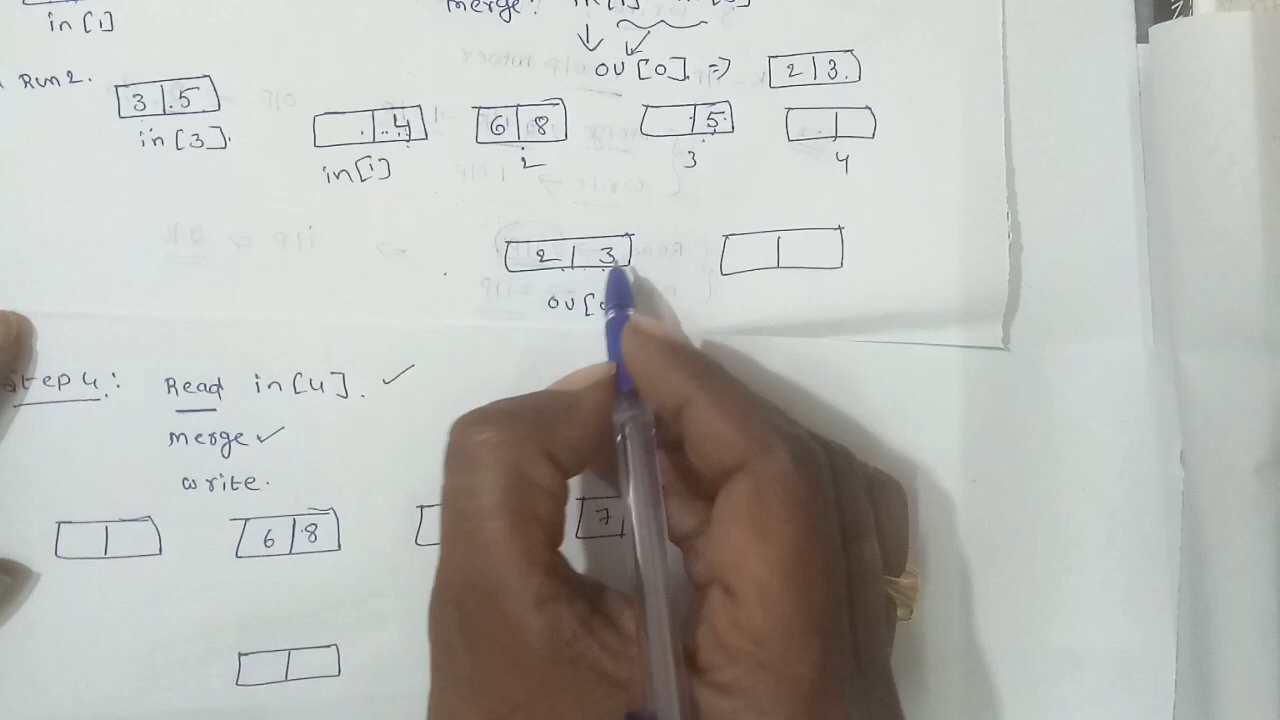 in[1]
merge:
ou[0] => 2 3.
Run 2.
3 5
in[3].
4
6 8
5
in[1]
2
3
4
2 3
ou[
Step 4: Read in[4]. ✓
merge ✓
write.
6 8
7